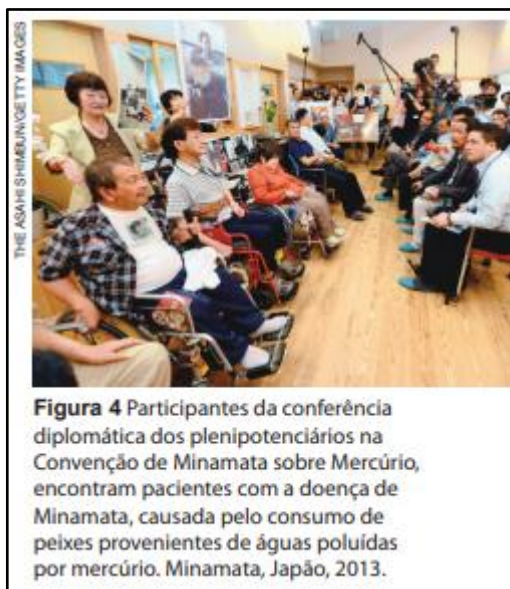 THE ASAHI SHIMBUN/GETTY IMAGES
Figura 4 Participantes da conferência
diplomática dos plenipotenciários na
Convenção de Minamata sobre Mercúrio,
encontram pacientes com a doença de
Minamata, causada pelo consumo de
peixes provenientes de águas poluídas
por mercúrio. Minamata, Japão, 2013.